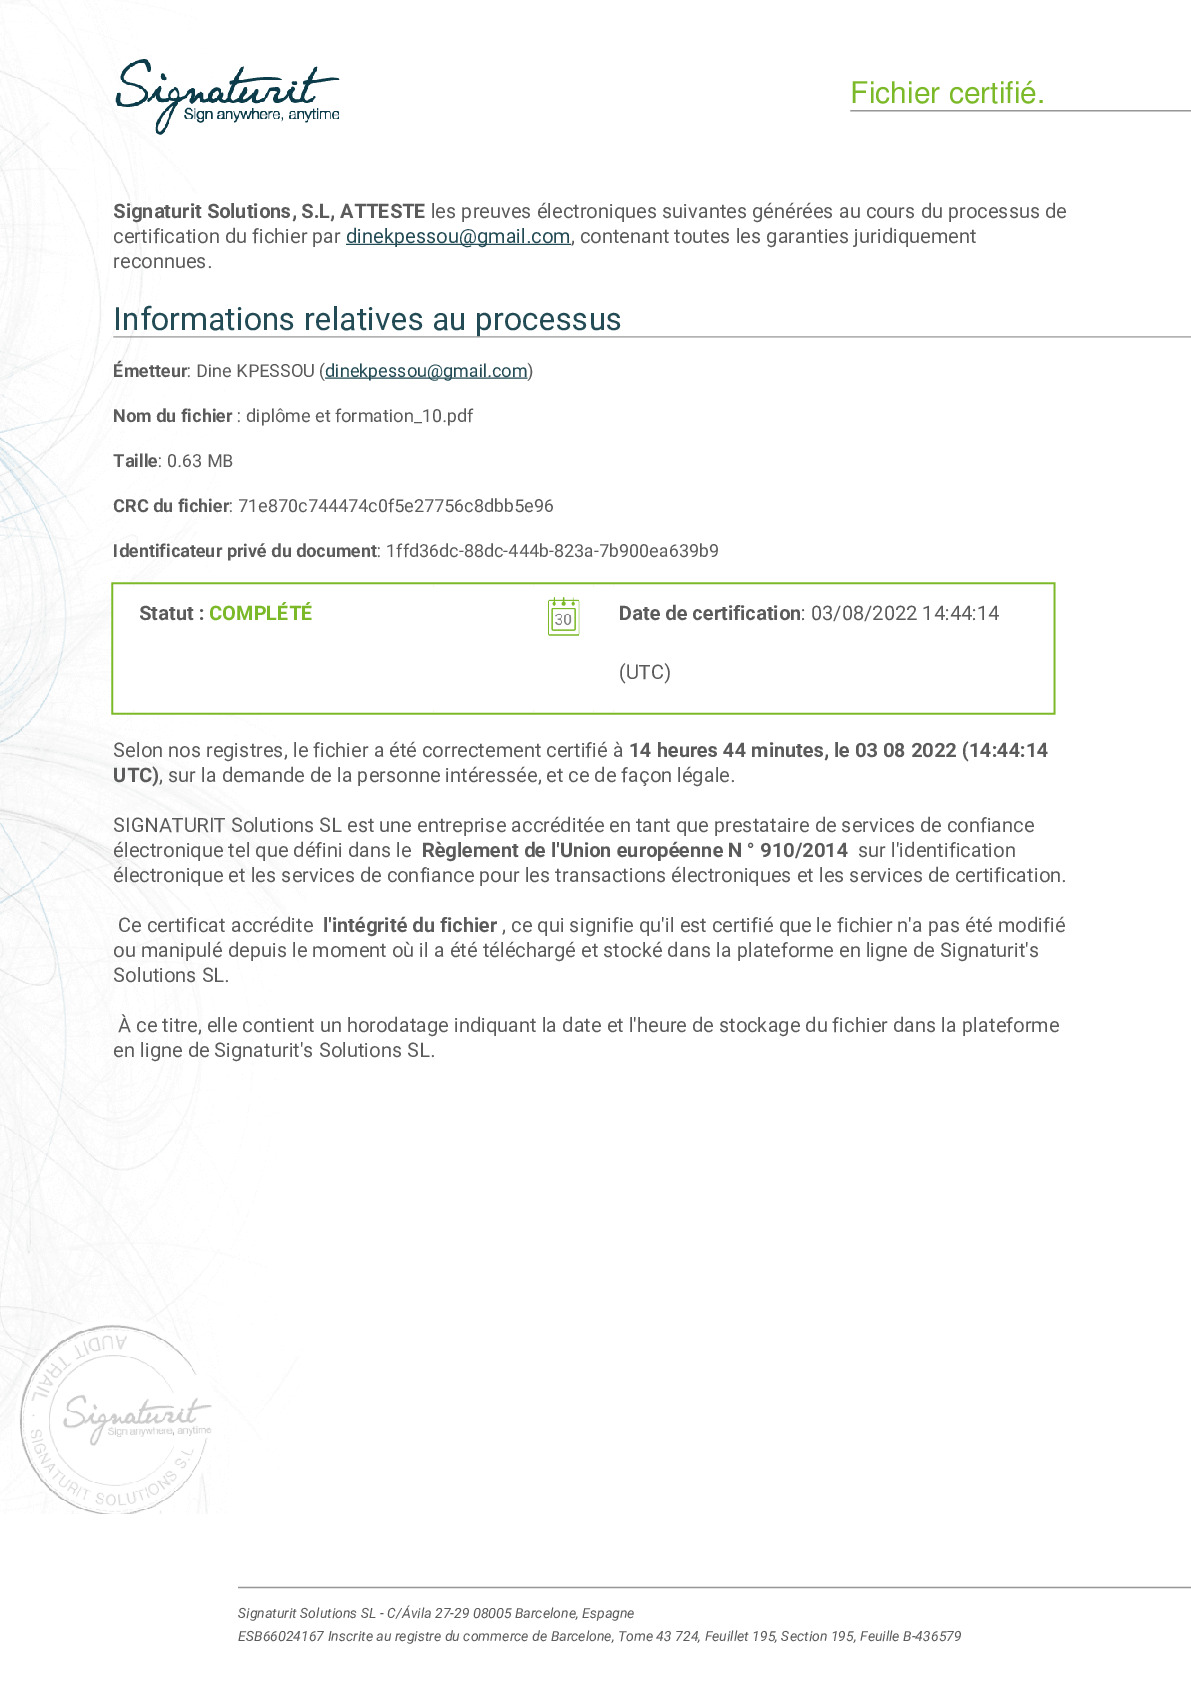 Signaturit
Sign anywhere, anytime
Fichier certifié.
Signaturit Solutions, S.L, ATTESTE les preuves électroniques suivantes générées au cours du processus de
certification du fichier par dinekpessou@gmail.com, contenant toutes les garanties juridiquement
reconnues.
Informations relatives au processus
Émetteur: Dine KPESSOU (dinekpessou@gmail.com)
Nom du fichier : diplôme et formation_10.pdf
Taille: 0.63 MB
CRC du fichier: 71e870c744474c0f5e27756c8dbb5e96
Identificateur privé du document: 1ffd36dc-88dc-444b-823a-7b900ea639b9
Statut : COMPLÉTÉ
30
Date de certification: 03/08/2022 14:44:14
(UTC)
Selon nos registres, le fichier a été correctement certifié à 14 heures 44 minutes, le 03 08 2022 (14:44:14
UTC), sur la demande de la personne intéressée, et ce de façon légale.
SIGNATURIT Solutions SL est une entreprise accréditée en tant que prestataire de services de confiance
électronique tel que défini dans le Règlement de l'Union européenne N ° 910/2014 sur l'identification
électronique et les services de confiance pour les transactions électroniques et les services de certification.
Ce certificat accrédite l'intégrité du fichier , ce qui signifie qu'il est certifié que le fichier n'a pas été modifié
ou manipulé depuis le moment où il a été téléchargé et stocké dans la plateforme en ligne de Signaturit's
Solutions SL.
À ce titre, elle contient un horodatage indiquant la date et l'heure de stockage du fichier dans la plateforme
en ligne de Signaturit's Solutions SL.
AUDIT TRAIL · SIGNATURIT SOLUTIONS S.L
Signaturit
Sign anywhere, anytime
Signaturit Solutions SL - C/Ávila 27-29 08005 Barcelone, Espagne
ESB66024167 Inscrite au registre du commerce de Barcelone, Tome 43 724, Feuillet 195, Section 195, Feuille B-436579